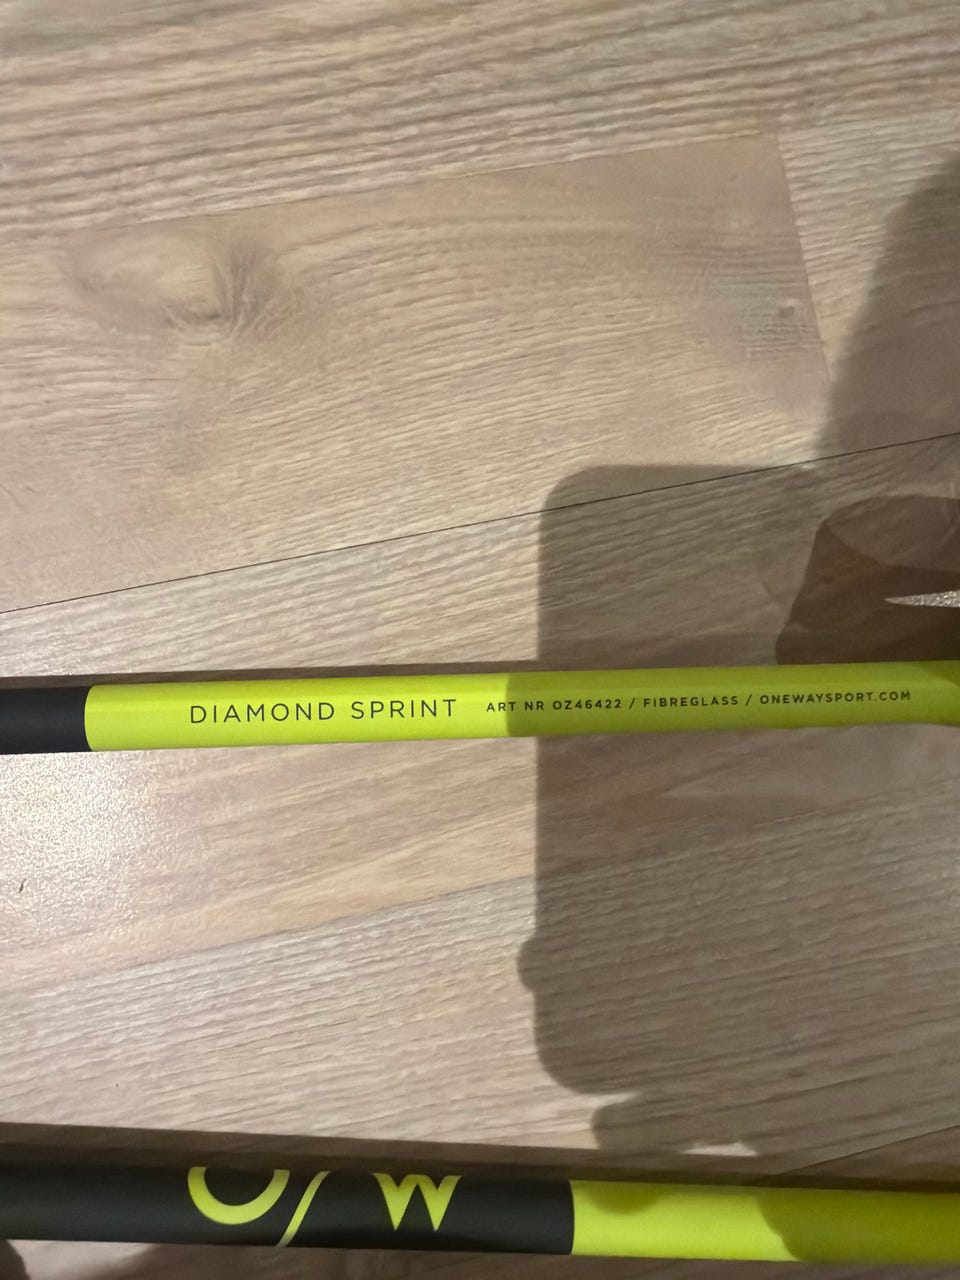 DIAMOND SPRINT ART NR OZ46422 / FIBREGLASS / ONEWAYSPORT.COM
O/W